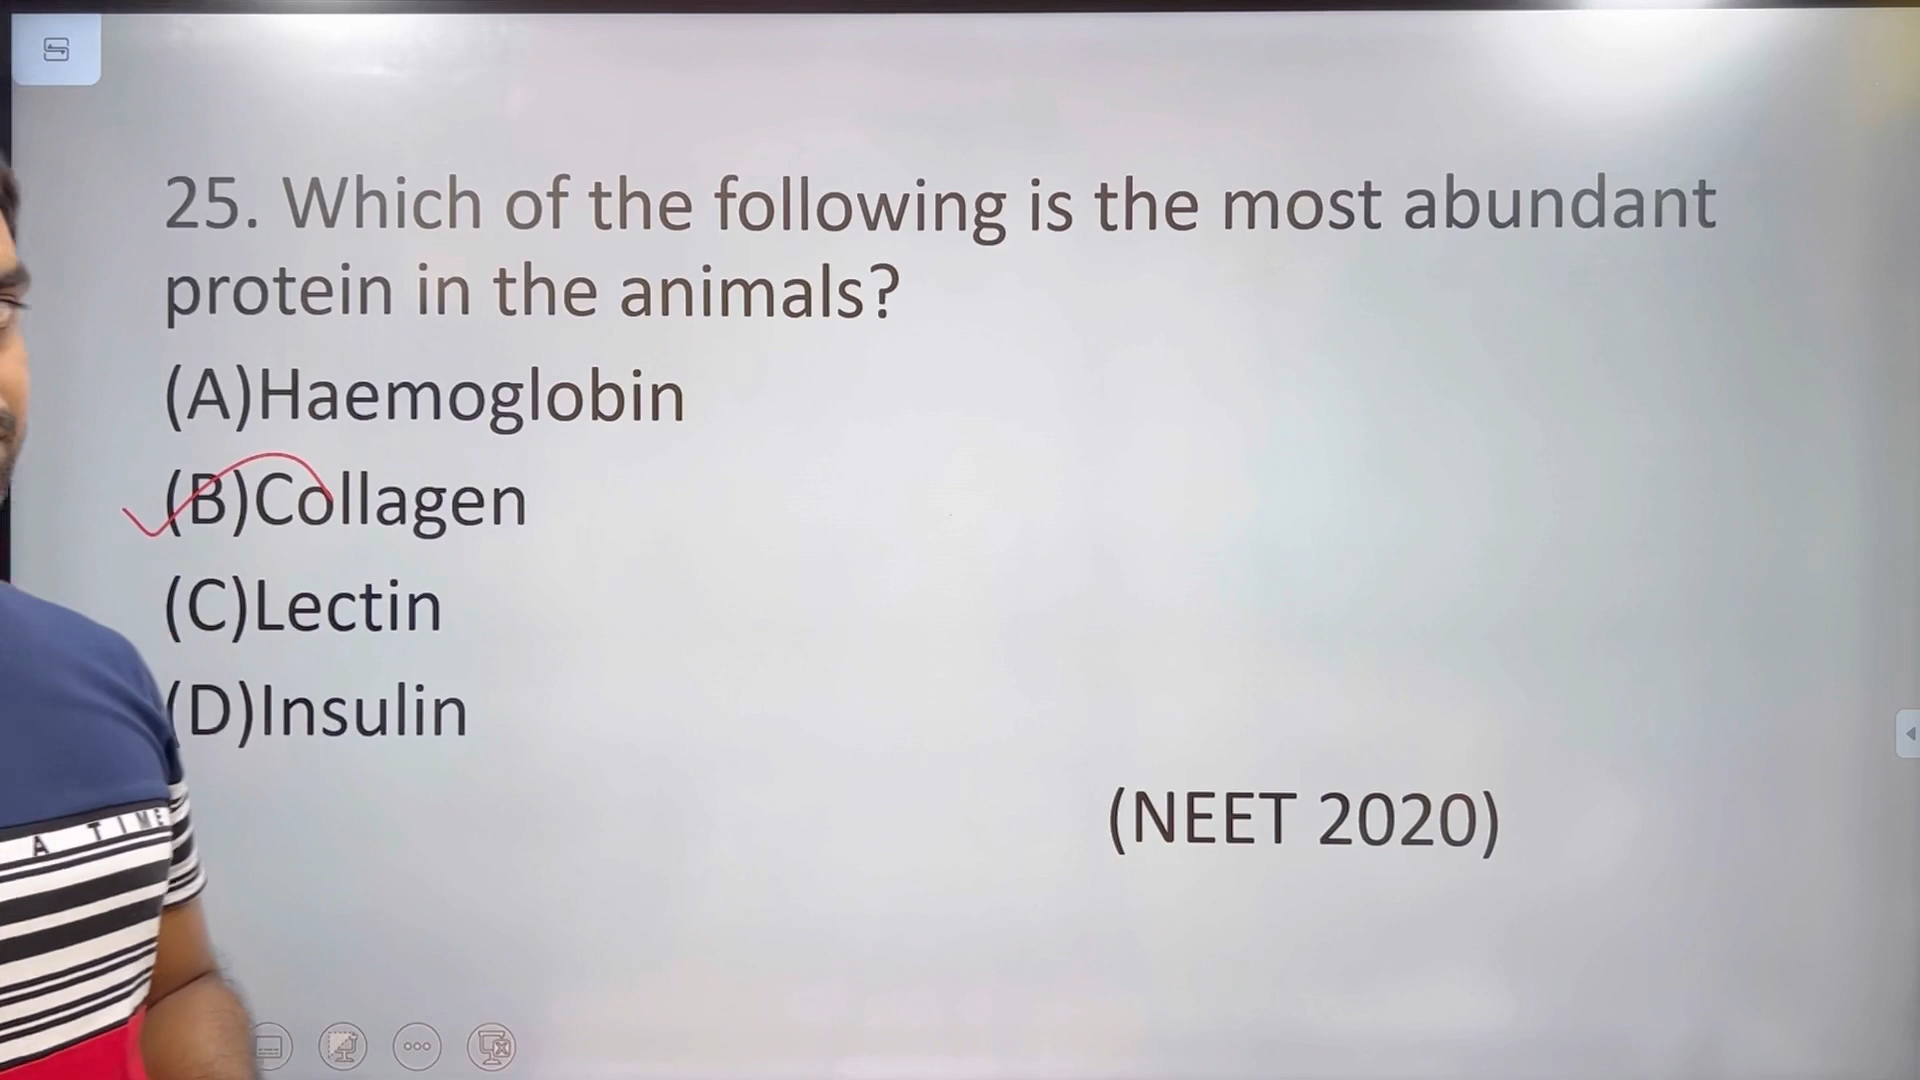 25. Which of the following is the most abundant
protein in the animals?
(A)Haemoglobin
(B)Collagen
(C)Lectin
(D)Insulin
(NEET 2020)
A TIME